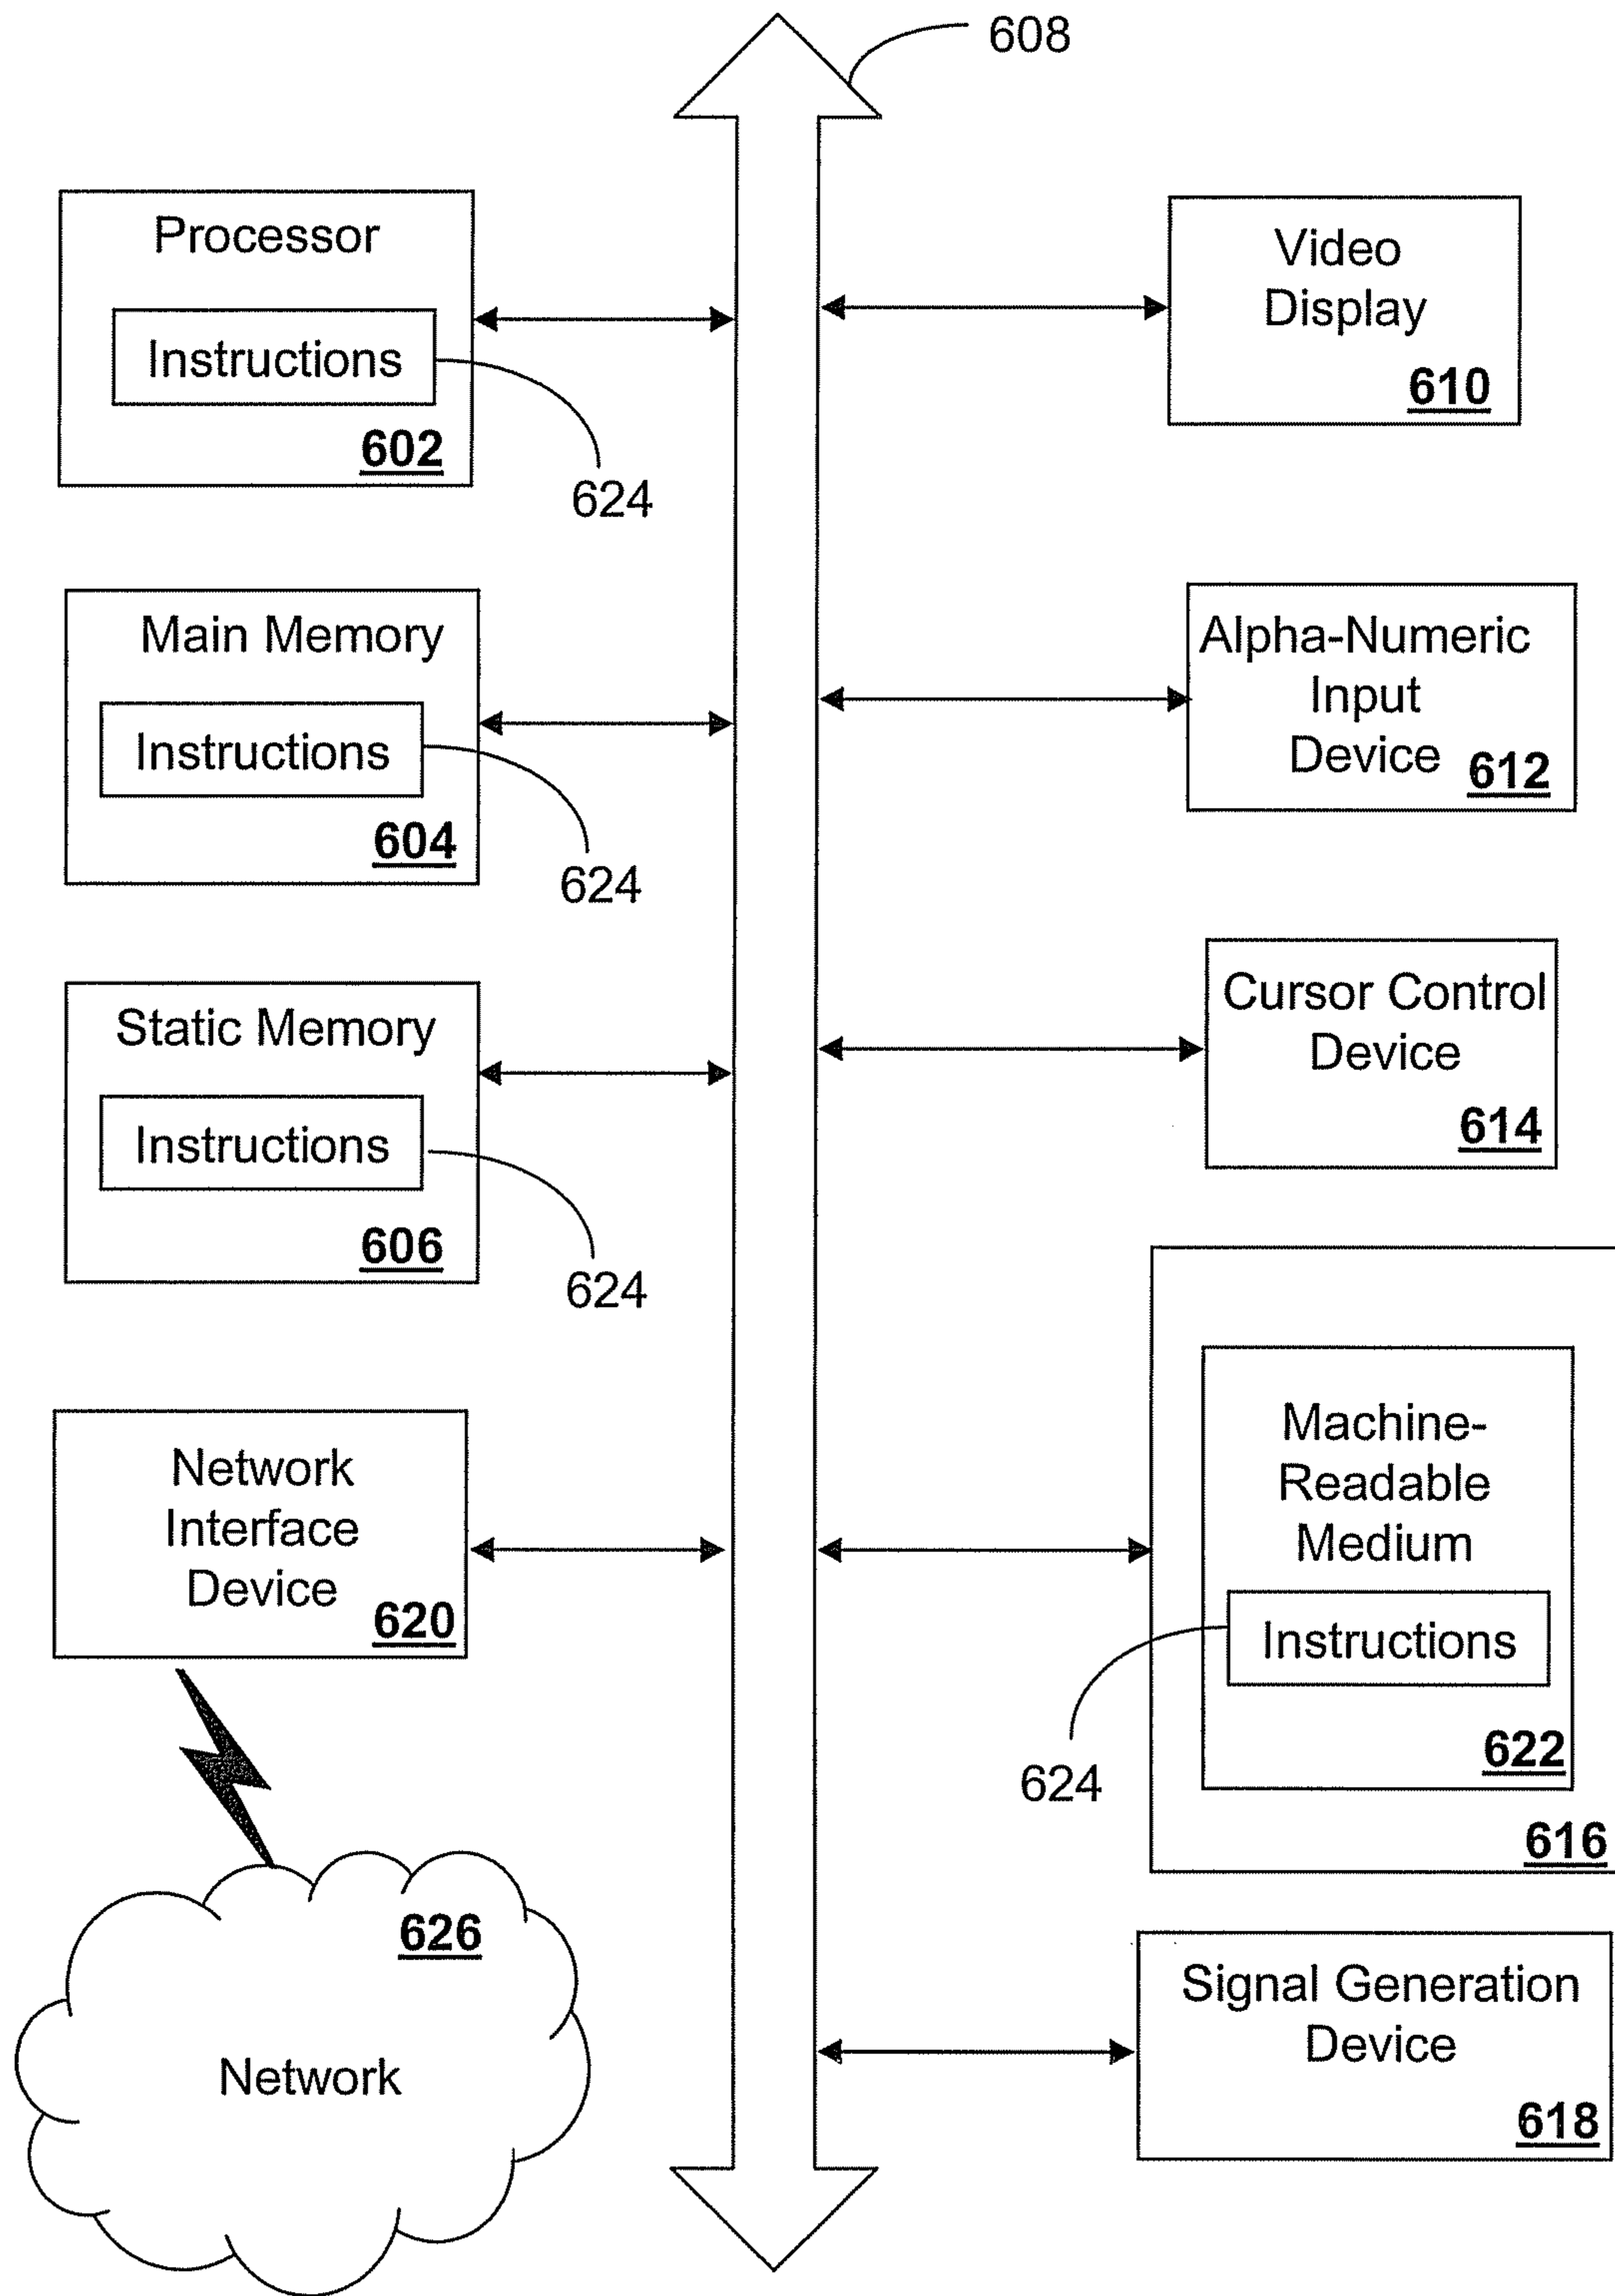 608
Processor
Instructions
602
624
Main Memory
Instructions
604
624
Static Memory
Instructions
606
624
Network
Interface
Device
620
626
Network
Video
Display
610
Alpha-Numeric
Input
Device
612
Cursor Control
Device
614
Machine-
Readable
Medium
Instructions
622
624
616
Signal Generation
Device
618